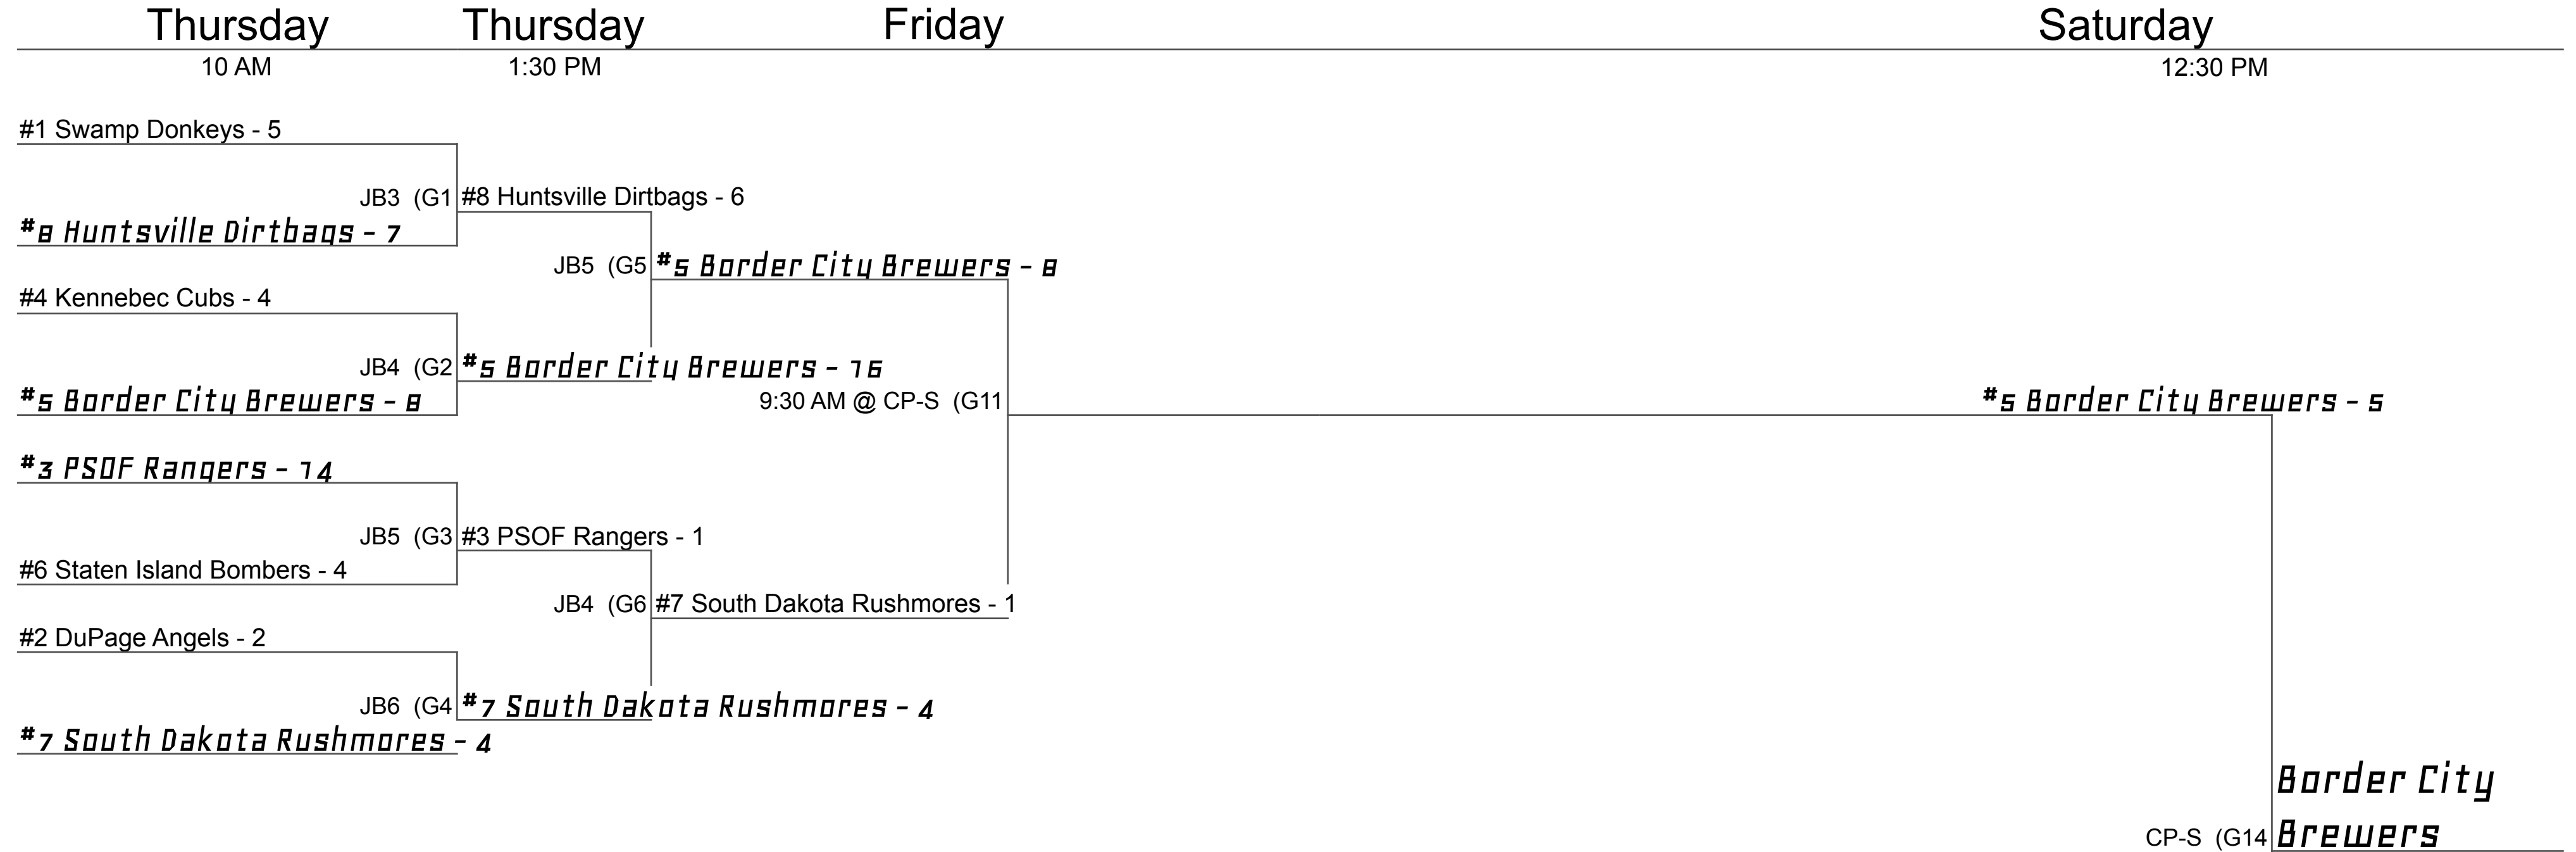 Thursday Thursday Friday Saturday
10 AM 1:30 PM 12:30 PM
#1 Swamp Donkeys - 5
JB3 (G1 #8 Huntsville Dirtbags - 6
#8 Huntsville Dirtbags - 7
JB5 (G5 #5 Border City Brewers - 8
#4 Kennebec Cubs - 4
JB4 (G2 #5 Border City Brewers - 16
#5 Border City Brewers - 8
9:30 AM @ CP-S (G11
#5 Border City Brewers - 5
#3 PSOF Rangers - 14
JB5 (G3 #3 PSOF Rangers - 1
#6 Staten Island Bombers - 4
JB4 (G6 #7 South Dakota Rushmores - 1
#2 DuPage Angels - 2
JB6 (G4 #7 South Dakota Rushmores - 4
#7 South Dakota Rushmores - 4
Border City
CP-S (G14 Brewers